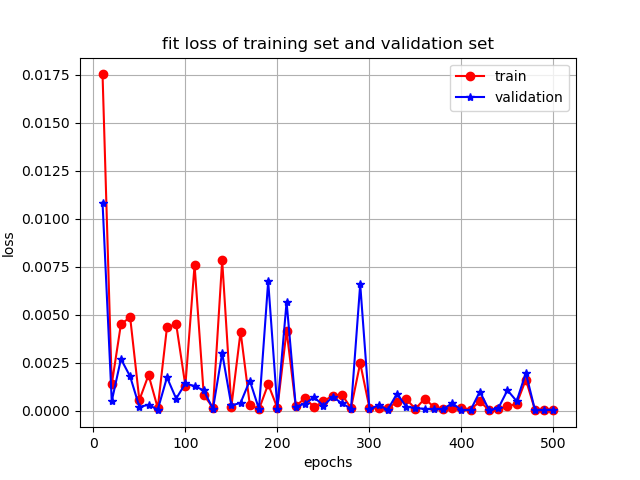 fit loss of training set and validation set
train
validation
0.0175
0.0150
0.0125
0.0100
0.0075
0.0050
0.0025
0.0000
loss
0 100 200 300 400 500
epochs